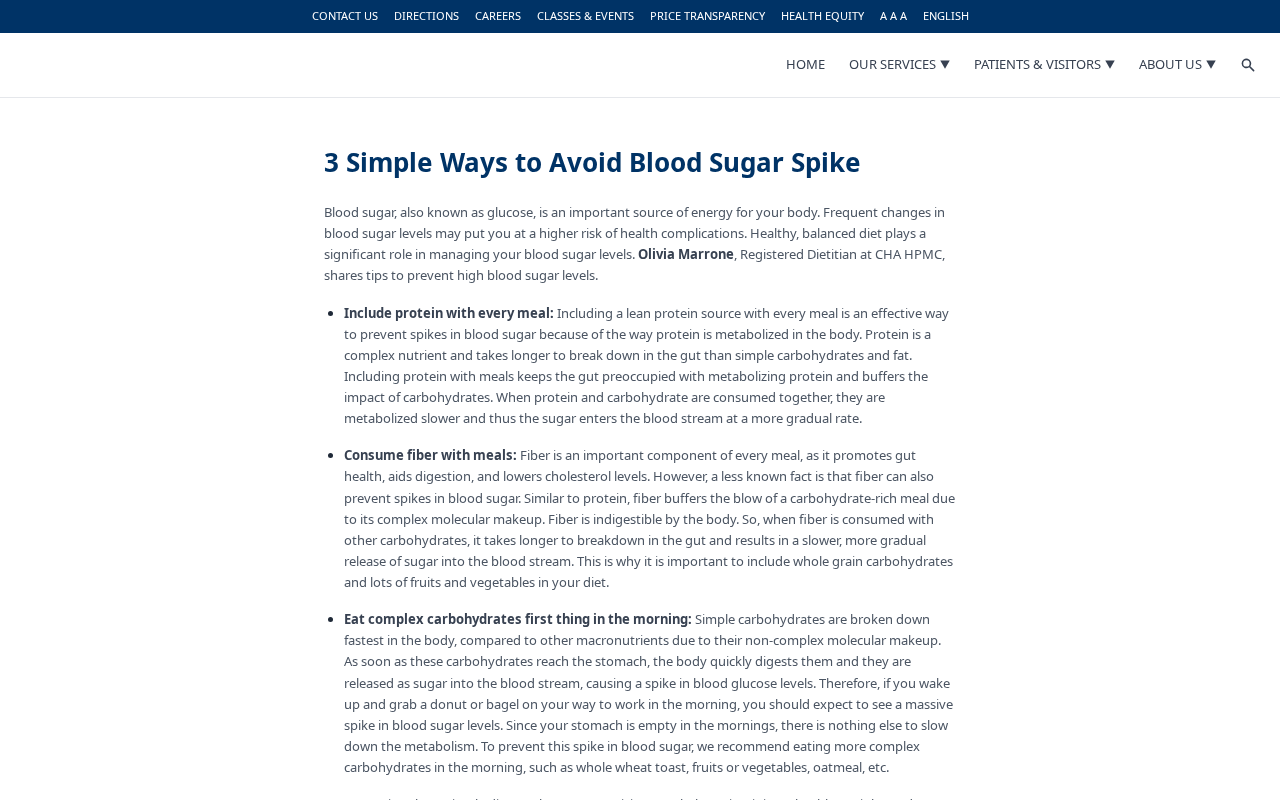 CONTACT US DIRECTIONS CAREERS CLASSES & EVENTS PRICE TRANSPARENCY HEALTH EQUITY A A A ENGLISH
HOME OUR SERVICES ▼ PATIENTS & VISITORS ▼ ABOUT US ▼
3 Simple Ways to Avoid Blood Sugar Spike
Blood sugar, also known as glucose, is an important source of energy for your body. Frequent changes in
blood sugar levels may put you at a higher risk of health complications. Healthy, balanced diet plays a
significant role in managing your blood sugar levels. Olivia Marrone, Registered Dietitian at CHA HPMC,
shares tips to prevent high blood sugar levels.
• Include protein with every meal: Including a lean protein source with every meal is an effective way
to prevent spikes in blood sugar because of the way protein is metabolized in the body. Protein is a
complex nutrient and takes longer to break down in the gut than simple carbohydrates and fat.
Including protein with meals keeps the gut preoccupied with metabolizing protein and buffers the
impact of carbohydrates. When protein and carbohydrate are consumed together, they are
metabolized slower and thus the sugar enters the blood stream at a more gradual rate.
• Consume fiber with meals: Fiber is an important component of every meal, as it promotes gut
health, aids digestion, and lowers cholesterol levels. However, a less known fact is that fiber can also
prevent spikes in blood sugar. Similar to protein, fiber buffers the blow of a carbohydrate-rich meal due
to its complex molecular makeup. Fiber is indigestible by the body. So, when fiber is consumed with
other carbohydrates, it takes longer to breakdown in the gut and results in a slower, more gradual
release of sugar into the blood stream. This is why it is important to include whole grain carbohydrates
and lots of fruits and vegetables in your diet.
• Eat complex carbohydrates first thing in the morning: Simple carbohydrates are broken down
fastest in the body, compared to other macronutrients due to their non-complex molecular makeup.
As soon as these carbohydrates reach the stomach, the body quickly digests them and they are
released as sugar into the blood stream, causing a spike in blood glucose levels. Therefore, if you wake
up and grab a donut or bagel on your way to work in the morning, you should expect to see a massive
spike in blood sugar levels. Since your stomach is empty in the mornings, there is nothing else to slow
down the metabolism. To prevent this spike in blood sugar, we recommend eating more complex
carbohydrates in the morning, such as whole wheat toast, fruits or vegetables, oatmeal, etc.